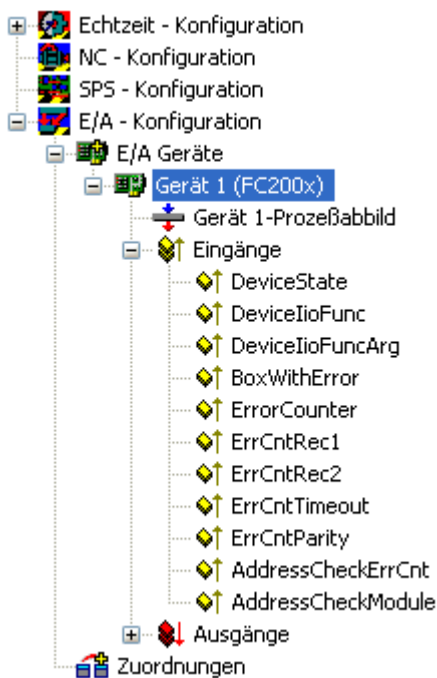 Echtzeit - Konfiguration
NC - Konfiguration
SPS - Konfiguration
E/A - Konfiguration
E/A Geräte
Gerät 1 (FC200x)
Gerät 1-Prozeßabbild
Eingänge
DeviceState
DeviceIioFunc
DeviceIioFuncArg
BoxWithError
ErrorCounter
ErrCntRec1
ErrCntRec2
ErrCntTimeout
ErrCntParity
AddressCheckErrCnt
AddressCheckModule
Ausgänge
Zuordnungen